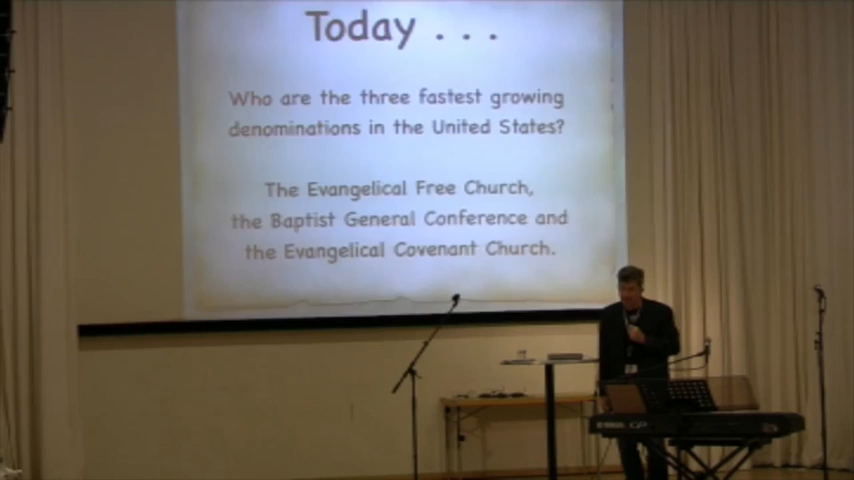 Today . . .
Who are the three fastest growing
denominations in the United States?
The Evangelical Free Church,
the Baptist General Conference and
the Evangelical Covenant Church.